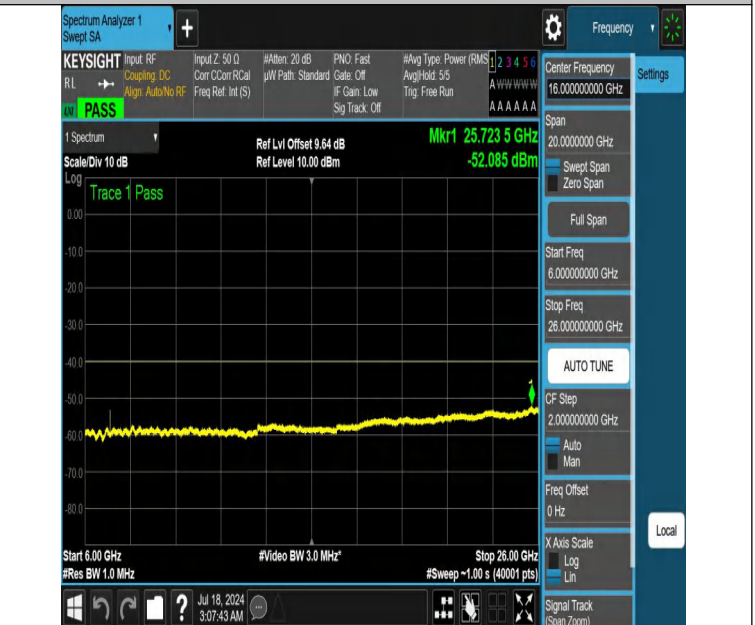 Spectrum Analyzer 1
Swept SA
+
Frequency
KEYSIGHT
RL
PASS
Input: RF
Coupling: DC
Align: Auto/No RF
Input Z: 50 Ω
Corr CCorr RCal
Freq Ref: Int (S)
#Atten: 20 dB
µW Path: Standard
PNO: Fast
Gate: Off
IF Gain: Low
Sig Track: Off
#Avg Type: Power (RMS
Avg|Hold: 5/5
Trig: Free Run
1 2 3 4 5 6
A W W W W W
A A A A A A
1 Spectrum
Scale/Div 10 dB
Ref Lvl Offset 9.64 dB
Ref Level 10.00 dBm
Mkr1 25.723 5 GHz
-52.085 dBm
Log
Trace 1 Pass
0.00
-10.0
-20.0
-30.0
-40.0
-50.0
-60.0
-70.0
-80.0
Start 6.00 GHz
#Res BW 1.0 MHz
#Video BW 3.0 MHz*
Stop 26.00 GHz
#Sweep ~1.00 s (40001 pts)
?
Jul 18, 2024
3:07:43 AM
Center Frequency
16.000000000 GHz
Settings
Span
20.0000000 GHz
Swept Span
Zero Span
Full Span
Start Freq
6.000000000 GHz
Stop Freq
26.000000000 GHz
AUTO TUNE
CF Step
2.000000000 GHz
Auto
Man
Freq Offset
0 Hz
X Axis Scale
Log
Lin
Local
Signal Track
(Span Zoom)